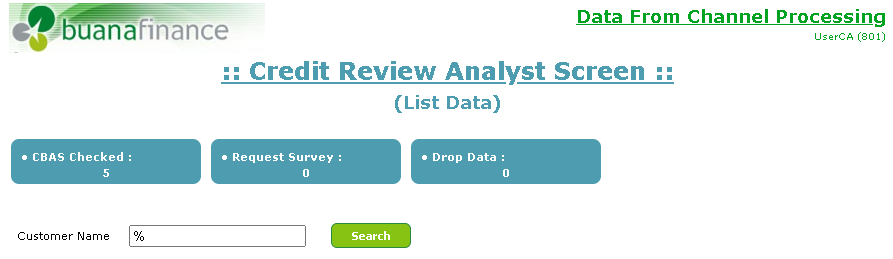 buanafinance
Data From Channel Processing
UserCA (801)
:: Credit Review Analyst Screen ::
(List Data)
• CBAS Checked :
5
• Request Survey :
0
• Drop Data :
0
Customer Name % Search